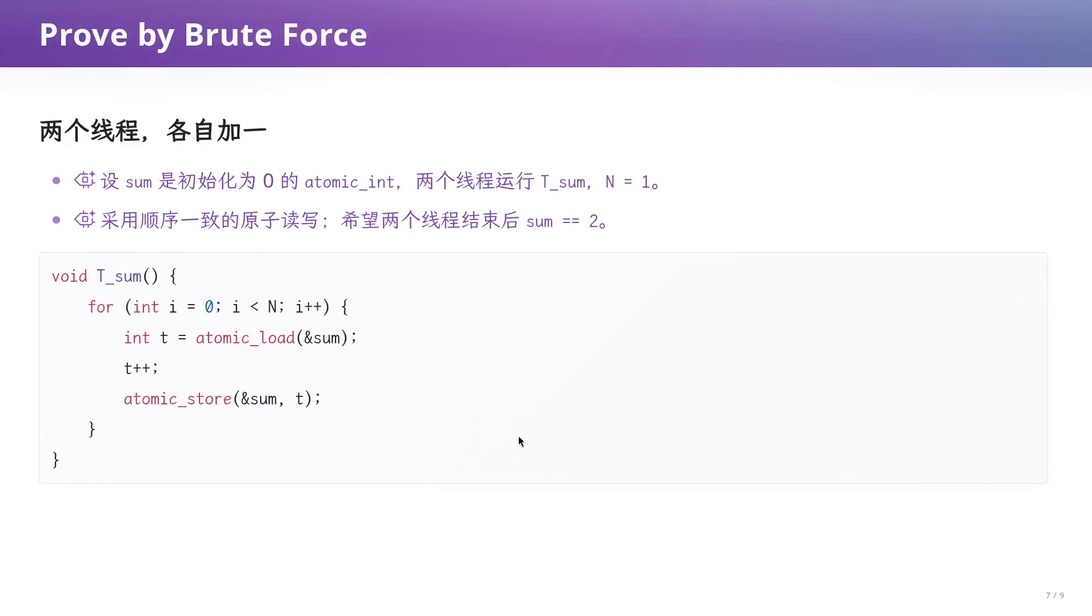 Prove by Brute Force
两个线程，各自加一
设 sum 是初始化为 0 的 atomic_int，两个线程运行 T_sum，N = 1。
采用顺序一致的原子读写；希望两个线程结束后 sum == 2。
void T_sum() {
    for (int i = 0; i < N; i++) {
        int t = atomic_load(&sum);
        t++;
        atomic_store(&sum, t);
    }
}
7 / 9